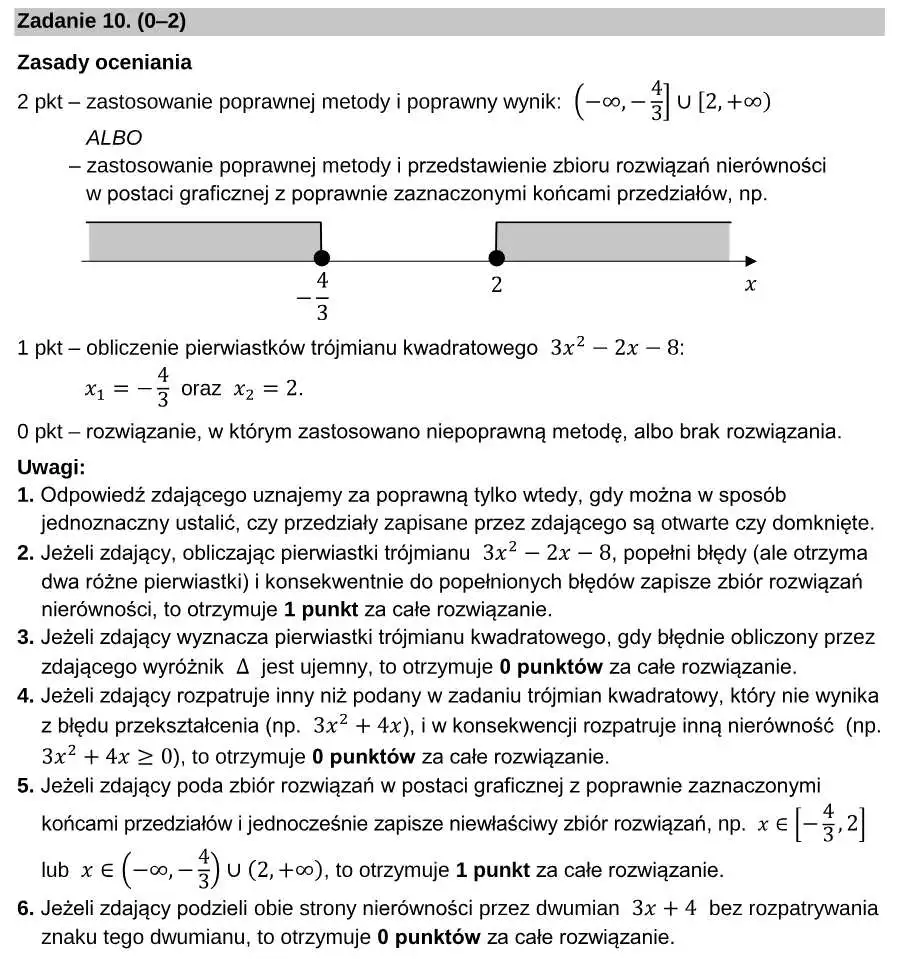 Zadanie 10. (0–2)
Zasady oceniania
2 pkt – zastosowanie poprawnej metody i poprawny wynik: (−∞, −4/3] ∪ [2, +∞)
ALBO
– zastosowanie poprawnej metody i przedstawienie zbioru rozwiązań nierówności
w postaci graficznej z poprawnie zaznaczonymi końcami przedziałów, np.
−4/3 2 x
1 pkt – obliczenie pierwiastków trójmianu kwadratowego 3x² − 2x − 8:
x₁ = −4/3 oraz x₂ = 2.
0 pkt – rozwiązanie, w którym zastosowano niepoprawną metodę, albo brak rozwiązania.
Uwagi:
1. Odpowiedź zdającego uznajemy za poprawną tylko wtedy, gdy można w sposób
jednoznaczny ustalić, czy przedziały zapisane przez zdającego są otwarte czy domknięte.
2. Jeżeli zdający, obliczając pierwiastki trójmianu 3x² − 2x − 8, popełni błędy (ale otrzyma
dwa różne pierwiastki) i konsekwentnie do popełnionych błędów zapisze zbiór rozwiązań
nierówności, to otrzymuje 1 punkt za całe rozwiązanie.
3. Jeżeli zdający wyznacza pierwiastki trójmianu kwadratowego, gdy błędnie obliczony przez
zdającego wyróżnik Δ jest ujemny, to otrzymuje 0 punktów za całe rozwiązanie.
4. Jeżeli zdający rozpatruje inny niż podany w zadaniu trójmian kwadratowy, który nie wynika
z błędu przekształcenia (np. 3x² + 4x), i w konsekwencji rozpatruje inną nierówność (np.
3x² + 4x ≥ 0), to otrzymuje 0 punktów za całe rozwiązanie.
5. Jeżeli zdający poda zbiór rozwiązań w postaci graficznej z poprawnie zaznaczonymi
końcami przedziałów i jednocześnie zapisze niewłaściwy zbiór rozwiązań, np. x ∈ [−4/3, 2]
lub x ∈ (−∞, −4/3) ∪ (2, +∞), to otrzymuje 1 punkt za całe rozwiązanie.
6. Jeżeli zdający podzieli obie strony nierówności przez dwumian 3x + 4 bez rozpatrywania
znaku tego dwumianu, to otrzymuje 0 punktów za całe rozwiązanie.